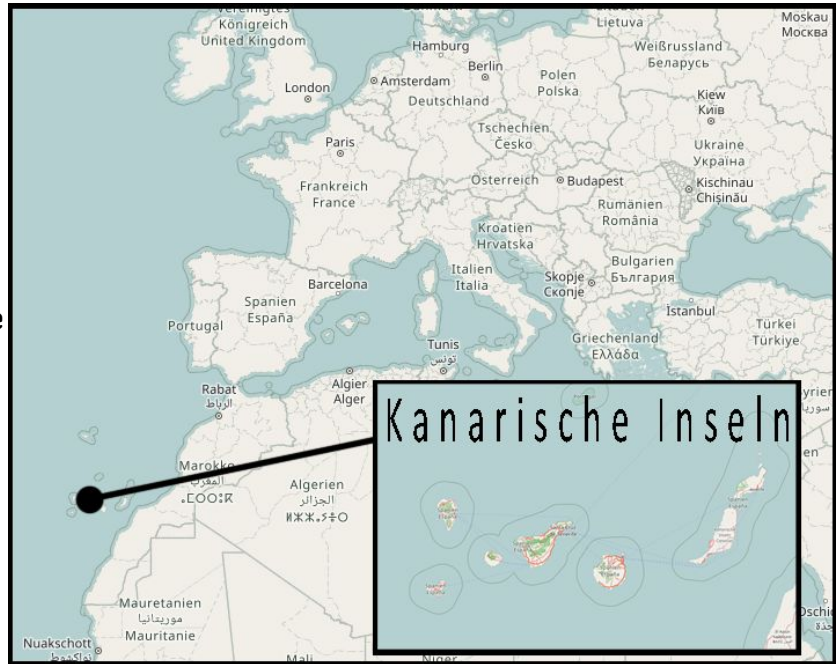 Vereinigtes
Königreich
United Kingdom
Lietuva
Moskau
Москва
Hamburg
Weißrussland
Беларусь
Berlin
Amsterdam
London
Polen
Polska
Deutschland
Kiew
Київ
Tschechien
Česko
Paris
Ukraine
Україна
Frankreich
France
Österreich
Budapest
Kischinau
Chișinău
Rumänien
România
Kroatien
Hrvatska
Italien
Italia
Bulgarien
България
Skopje
Скопје
Barcelona
Spanien
España
İstanbul
Portugal
Türkei
Türkiye
Tunis
تونس
Griechenland
Ελλάδα
e
Algier
Alger
Rabat
الرباط
Kanarische Inseln
Marokko
المغرب
Algerien
الجزائر
Mauretanien
موريتانيا
Mauritanie
Nuakschott
نواكشوط
Mali
Niger